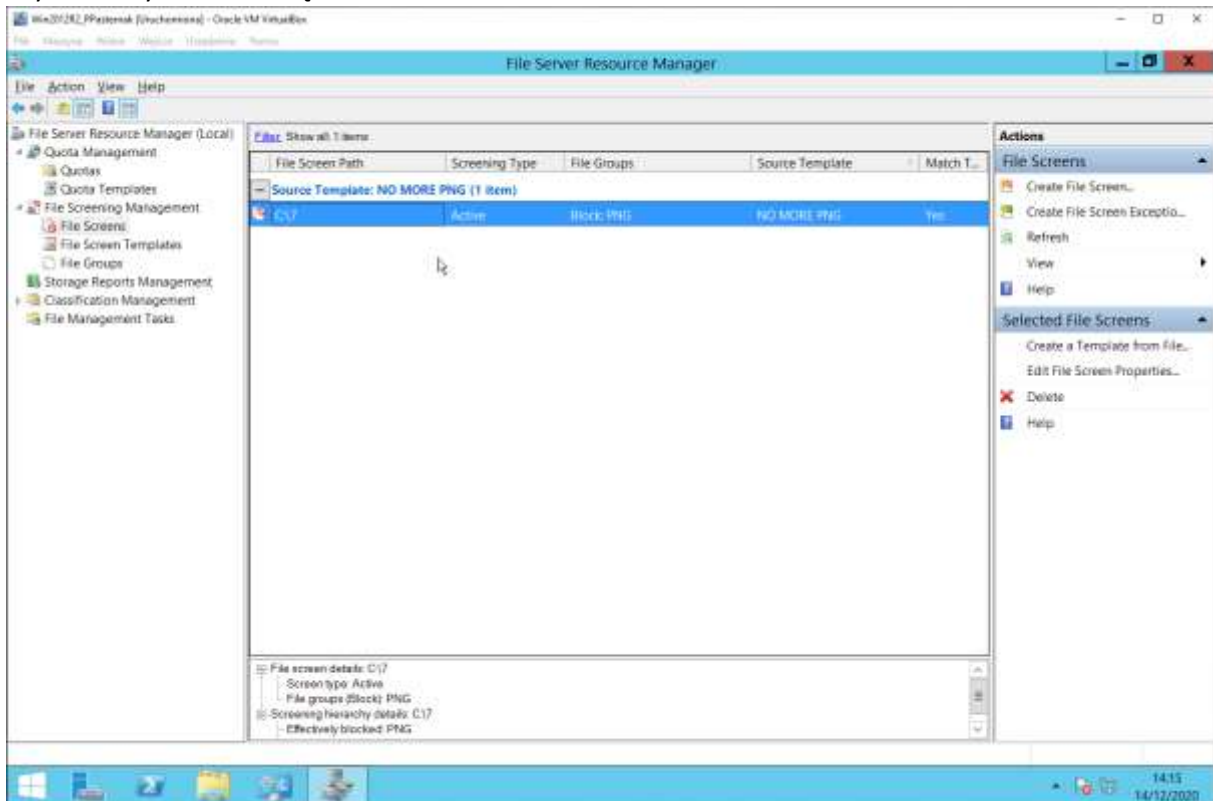 Win2012R2_PPasternak [Uruchomiona] - Oracle VM VirtualBox
File Server Resource Manager
File Action View Help
File Server Resource Manager (Local)
Quota Management
Quotas
Quota Templates
File Screening Management
File Screens
File Screen Templates
File Groups
Storage Reports Management
Classification Management
File Management Tasks
Filter: Show all: 1 items
File Screen Path Screening Type File Groups Source Template Match T...
Source Template: NO MORE PNG (1 item)
C:\7 Active Block: PNG NO MORE PNG Yes
File screen details: C:\7
Screen type: Active
File groups (Block): PNG
Screening hierarchy details: C:\7
Effectively blocked: PNG
Actions
File Screens
Create File Screen...
Create File Screen Exceptio...
Refresh
View
Help
Selected File Screens
Create a Template from File...
Edit File Screen Properties...
Delete
Help
14:15
14/12/2020